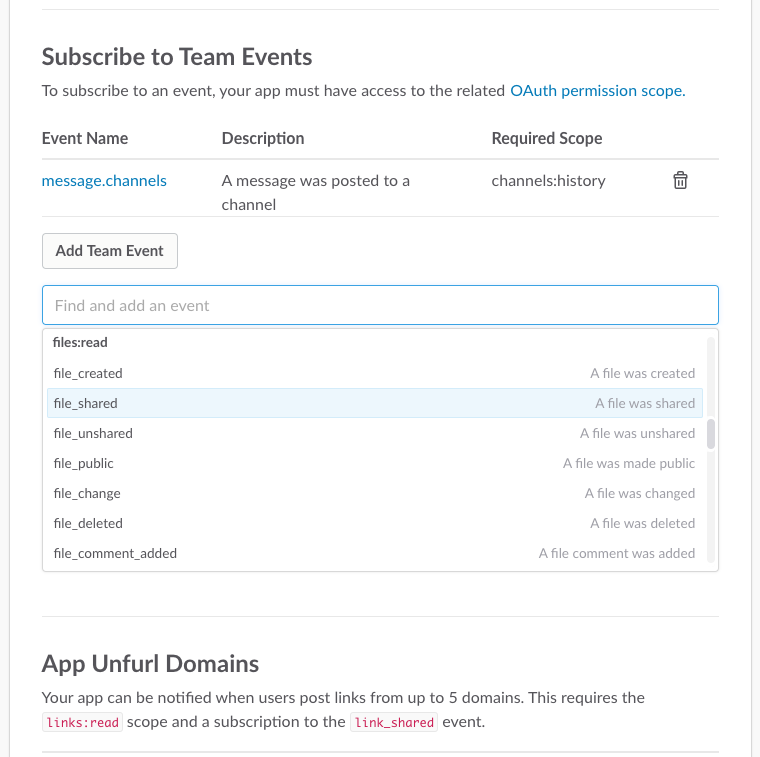 Subscribe to Team Events
To subscribe to an event, your app must have access to the related OAuth permission scope.
Event Name Description Required Scope
message.channels A message was posted to a channels:history
channel
Add Team Event
Find and add an event
files:read
file_created A file was created
file_shared A file was shared
file_unshared A file was unshared
file_public A file was made public
file_change A file was changed
file_deleted A file was deleted
file_comment_added A file comment was added
App Unfurl Domains
Your app can be notified when users post links from up to 5 domains. This requires the
links:read scope and a subscription to the link_shared event.